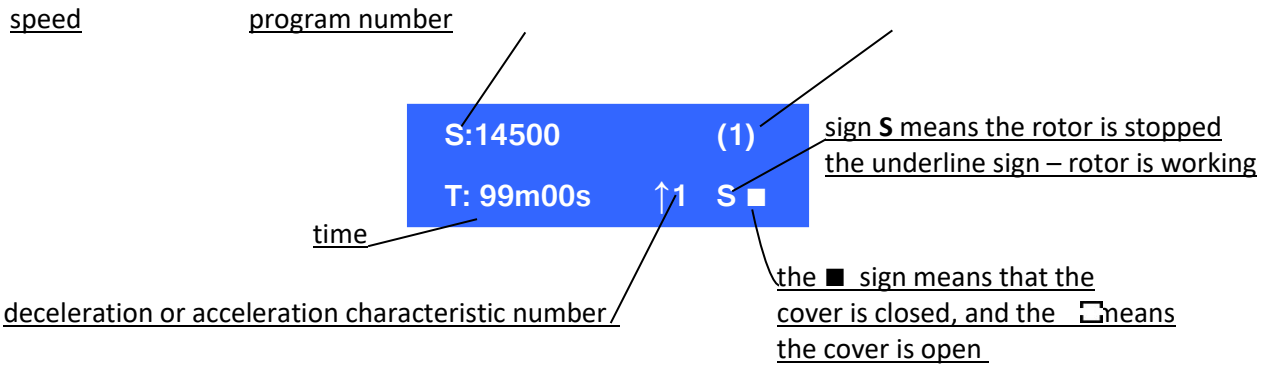 speed
program number
S:14500 (1)
T: 99m00s ↑1 S ■
sign S means the rotor is stopped
the underline sign – rotor is working
time
the ■ sign means that the
cover is closed, and the means
the cover is open
deceleration or acceleration characteristic number